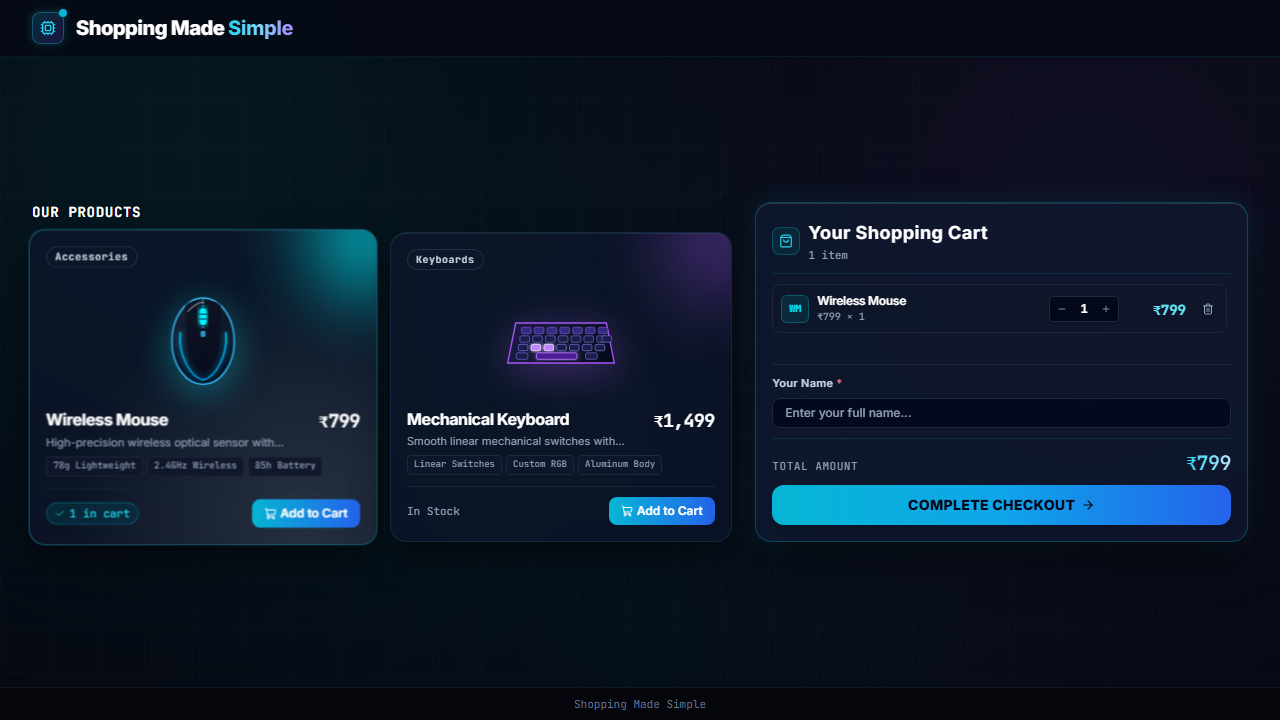 Shopping Made Simple
OUR PRODUCTS
Accessories
Wireless Mouse ₹799
High-precision wireless optical sensor with...
78g Lightweight 2.4GHz Wireless 85h Battery
1 in cart Add to Cart
Keyboards
Mechanical Keyboard ₹1,499
Smooth linear mechanical switches with...
Linear Switches Custom RGB Aluminum Body
In Stock Add to Cart
Your Shopping Cart
1 item
WM Wireless Mouse − 1 + ₹799
₹799 × 1
Your Name *
Enter your full name...
TOTAL AMOUNT ₹799
COMPLETE CHECKOUT →
Shopping Made Simple